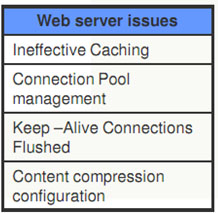 Web server issues
Ineffective Caching
Connection Pool
management
Keep –Alive Connections
Flushed
Content compression
configuration